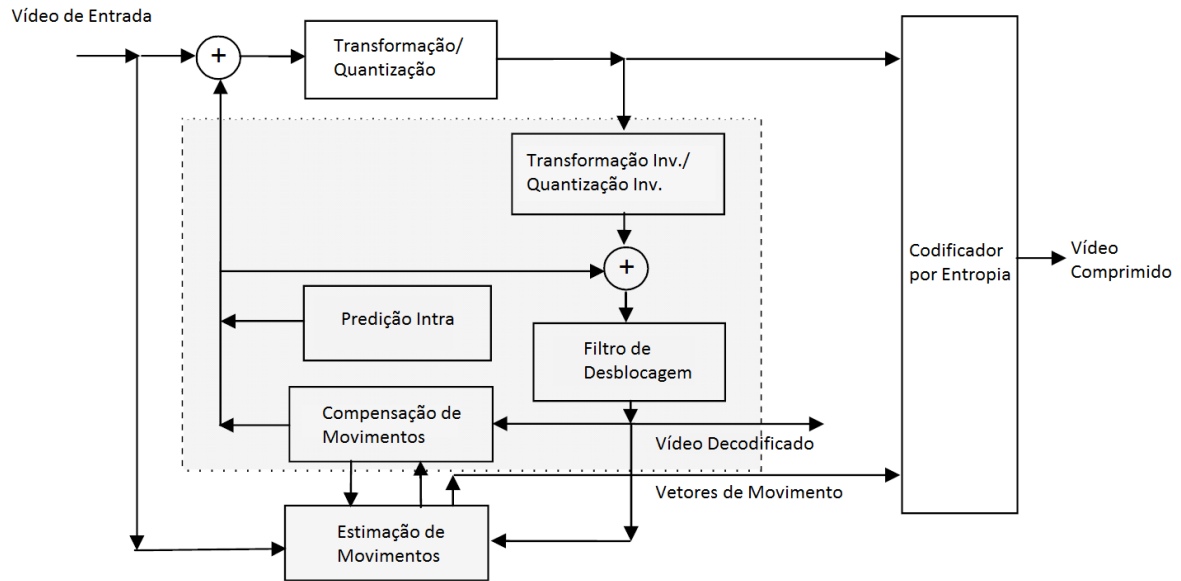 Vídeo de Entrada
+
Transformação/
Quantização
Transformação Inv./
Quantização Inv.
+
Codificador
por Entropia
Vídeo
Comprimido
Predição Intra
Filtro de
Desblocagem
Compensação de
Movimentos
Vídeo Decodificado
Vetores de Movimento
Estimação de
Movimentos